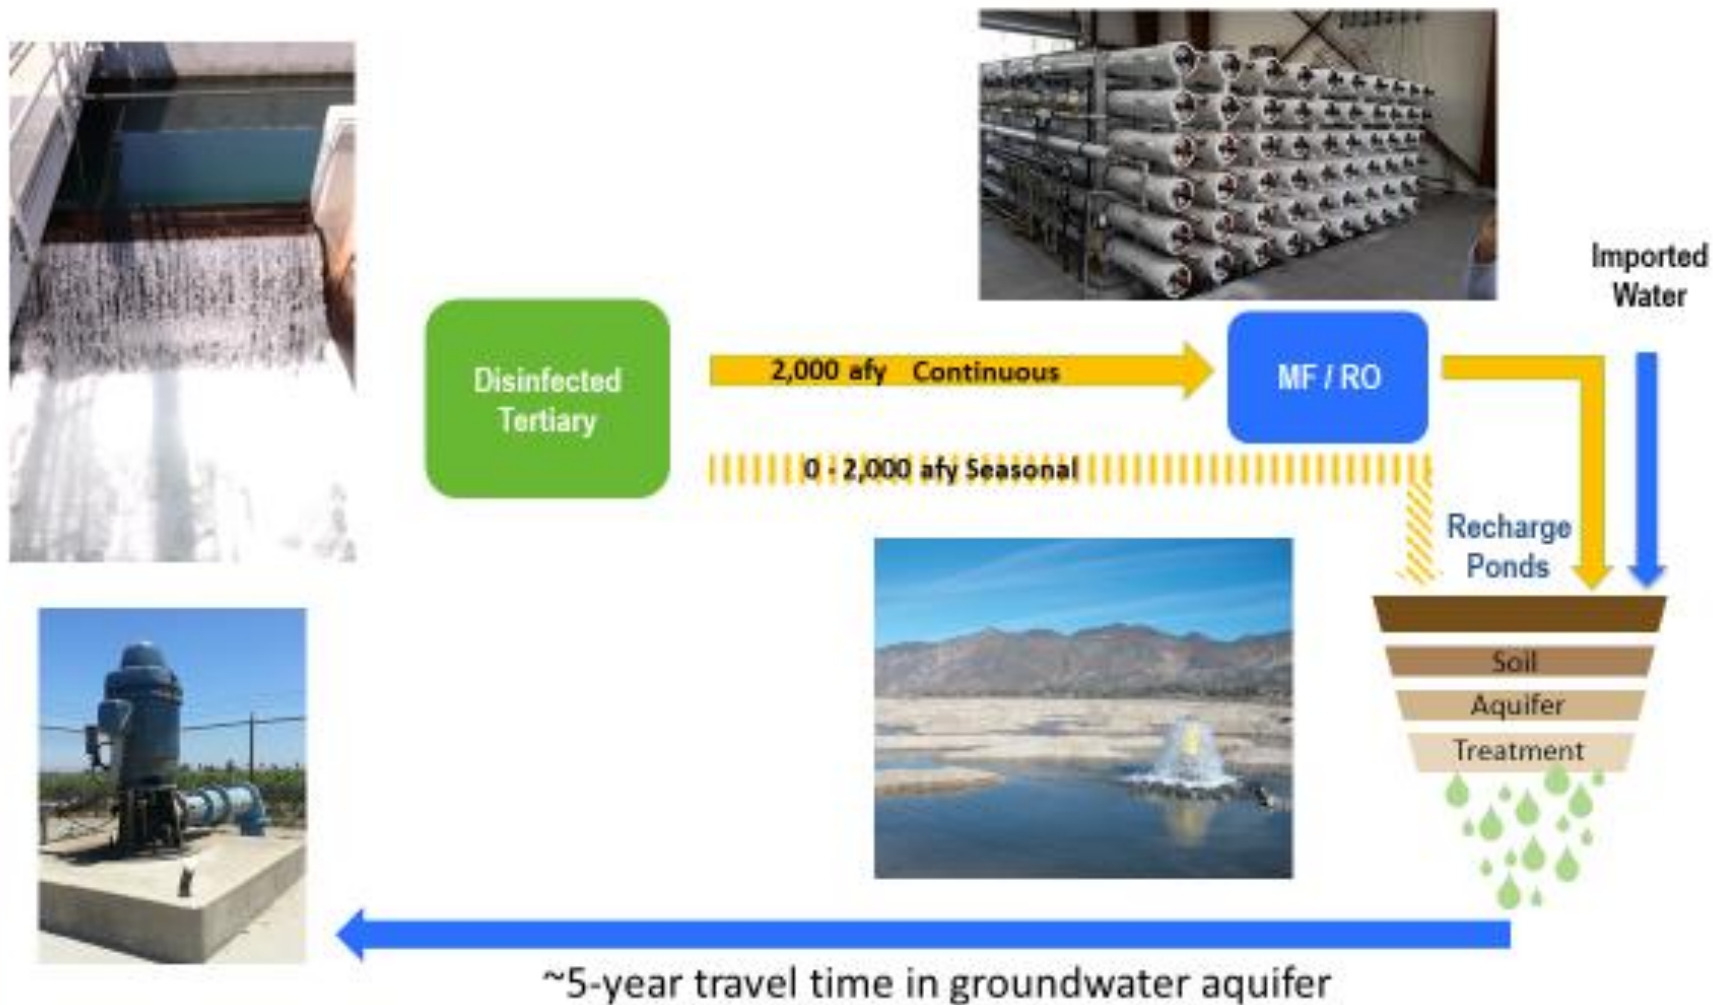 Imported
Water
Disinfected
Tertiary
2,000 afy Continuous
MF / RO
0 - 2,000 afy Seasonal
Recharge
Ponds
Soil
Aquifer
Treatment
~5-year travel time in groundwater aquifer